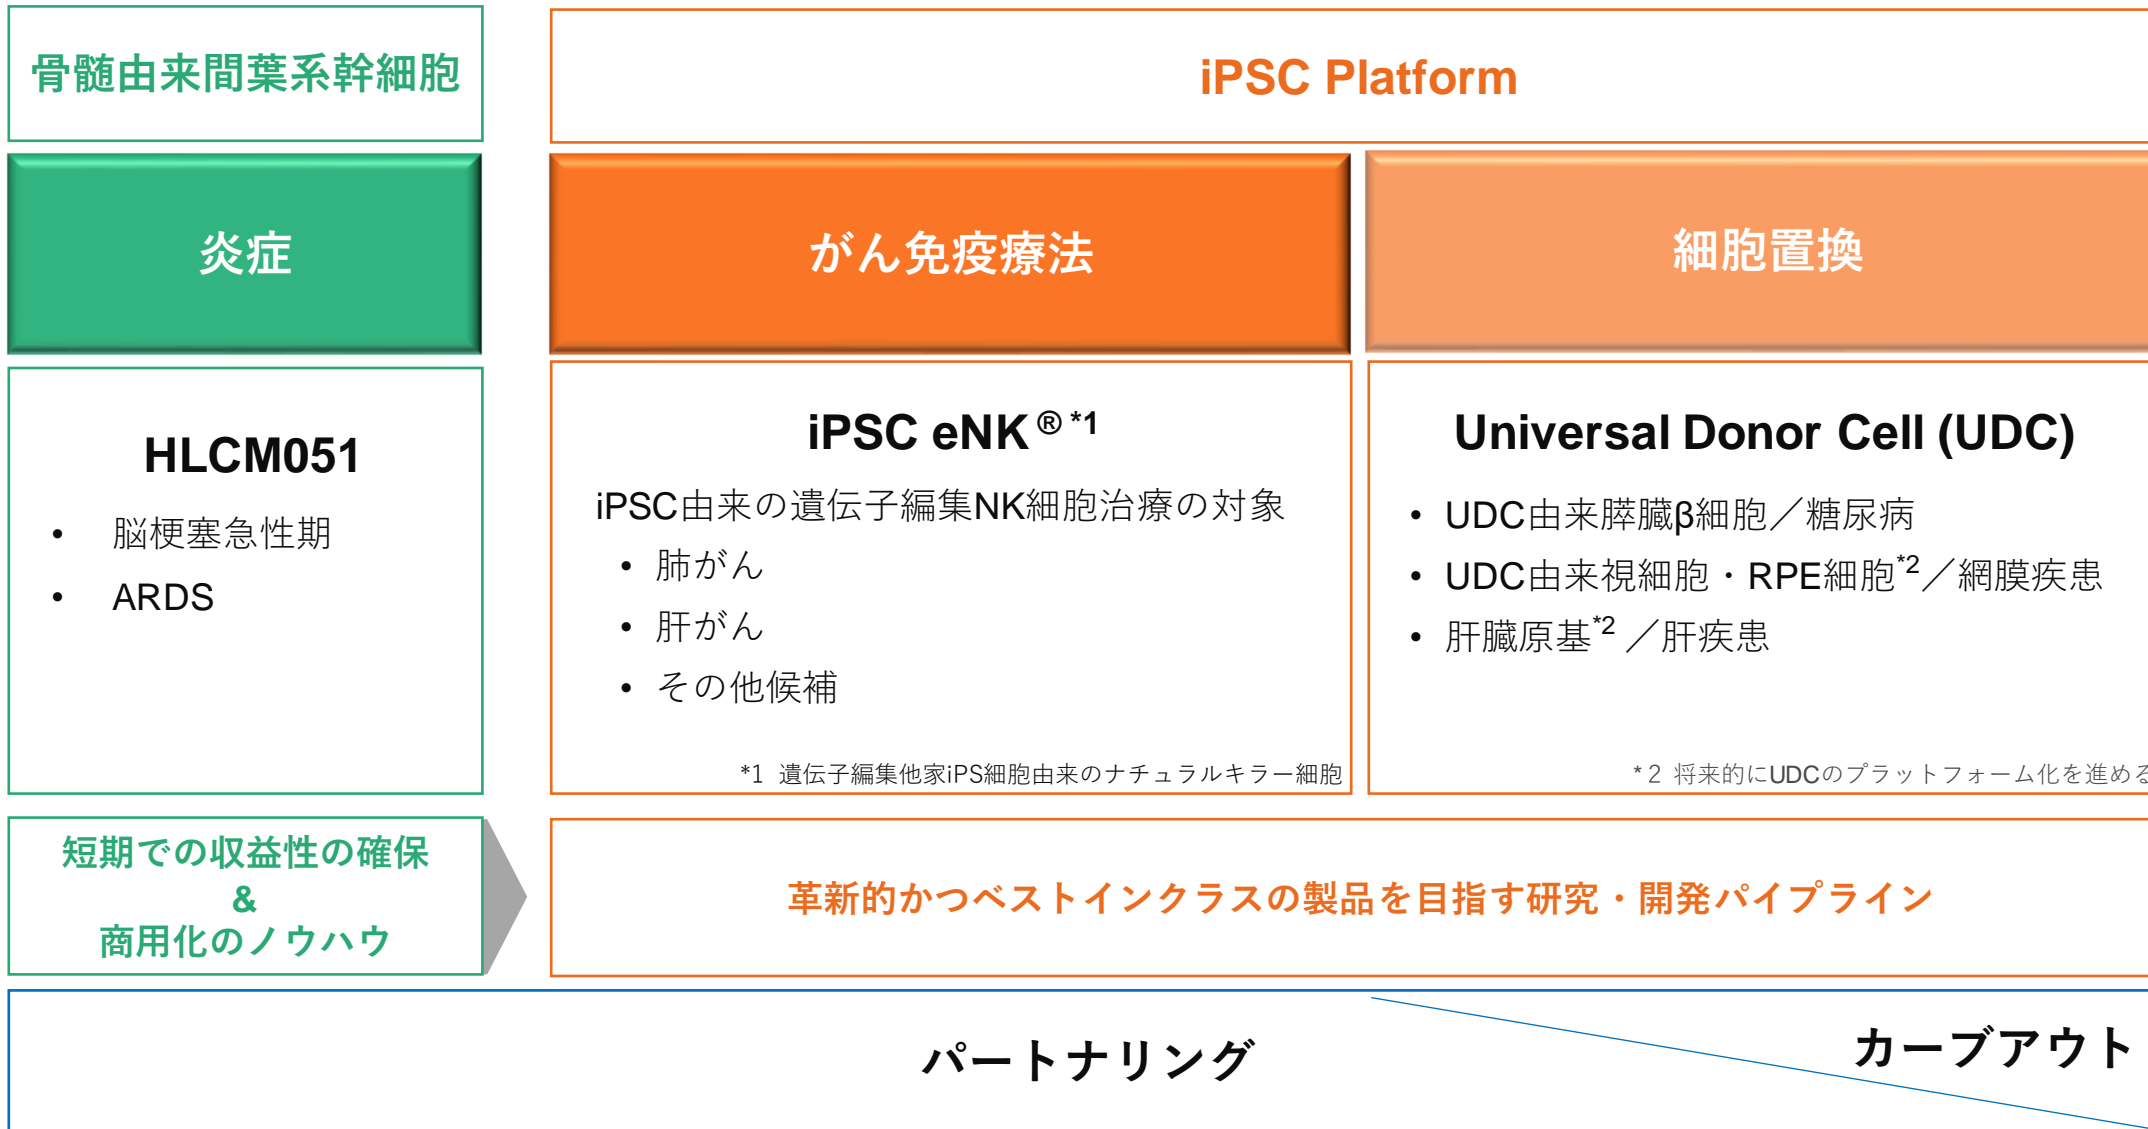 骨髄由来間葉系幹細胞
iPSC Platform
炎症
がん免疫療法
細胞置換
HLCM051
• 脳梗塞急性期
• ARDS
iPSC eNK® *1
iPSC由来の遺伝子編集NK細胞治療の対象
• 肺がん
• 肝がん
• その他候補
*1 遺伝子編集他家iPS細胞由来のナチュラルキラー細胞
Universal Donor Cell (UDC)
• UDC由来膵臓β細胞／糖尿病
• UDC由来視細胞・RPE細胞*2／網膜疾患
• 肝臓原基*2 ／肝疾患
*２ 将来的にUDCのプラットフォーム化を進める
短期での収益性の確保
&
商用化のノウハウ
革新的かつベストインクラスの製品を目指す研究・開発パイプライン
パートナリング
カーブアウト